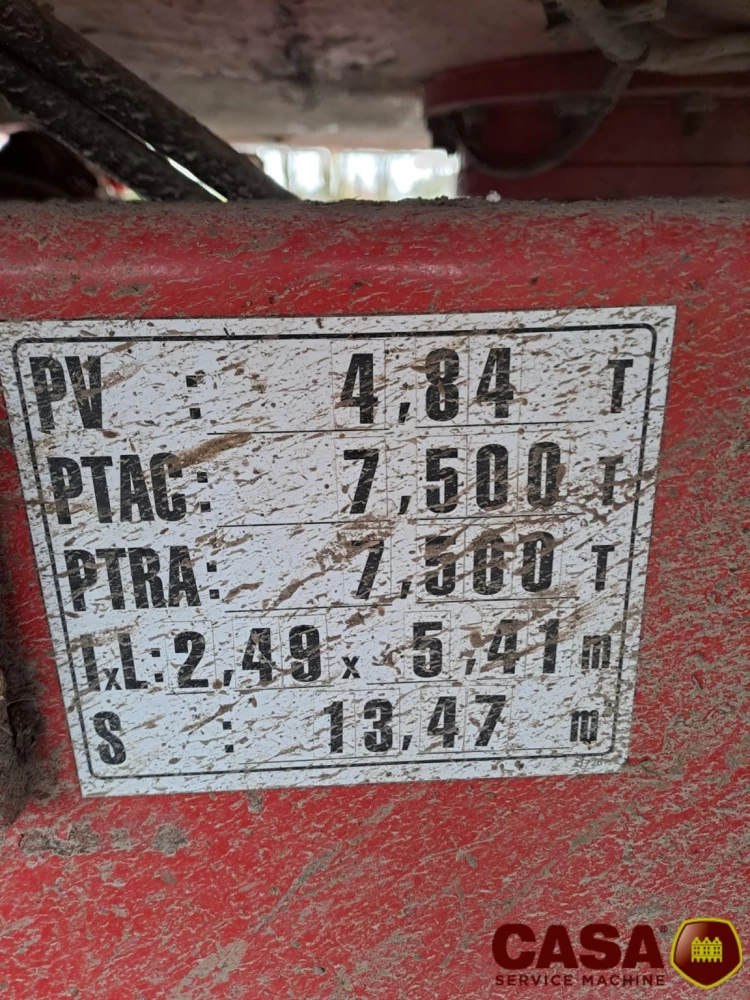 PV : 4,84 T
PTAC: 7,500 T
PTRA: 7,500 T
lxL: 2,49 x 5,41 m
S : 13,47 m
CASA
SERVICE MACHINE